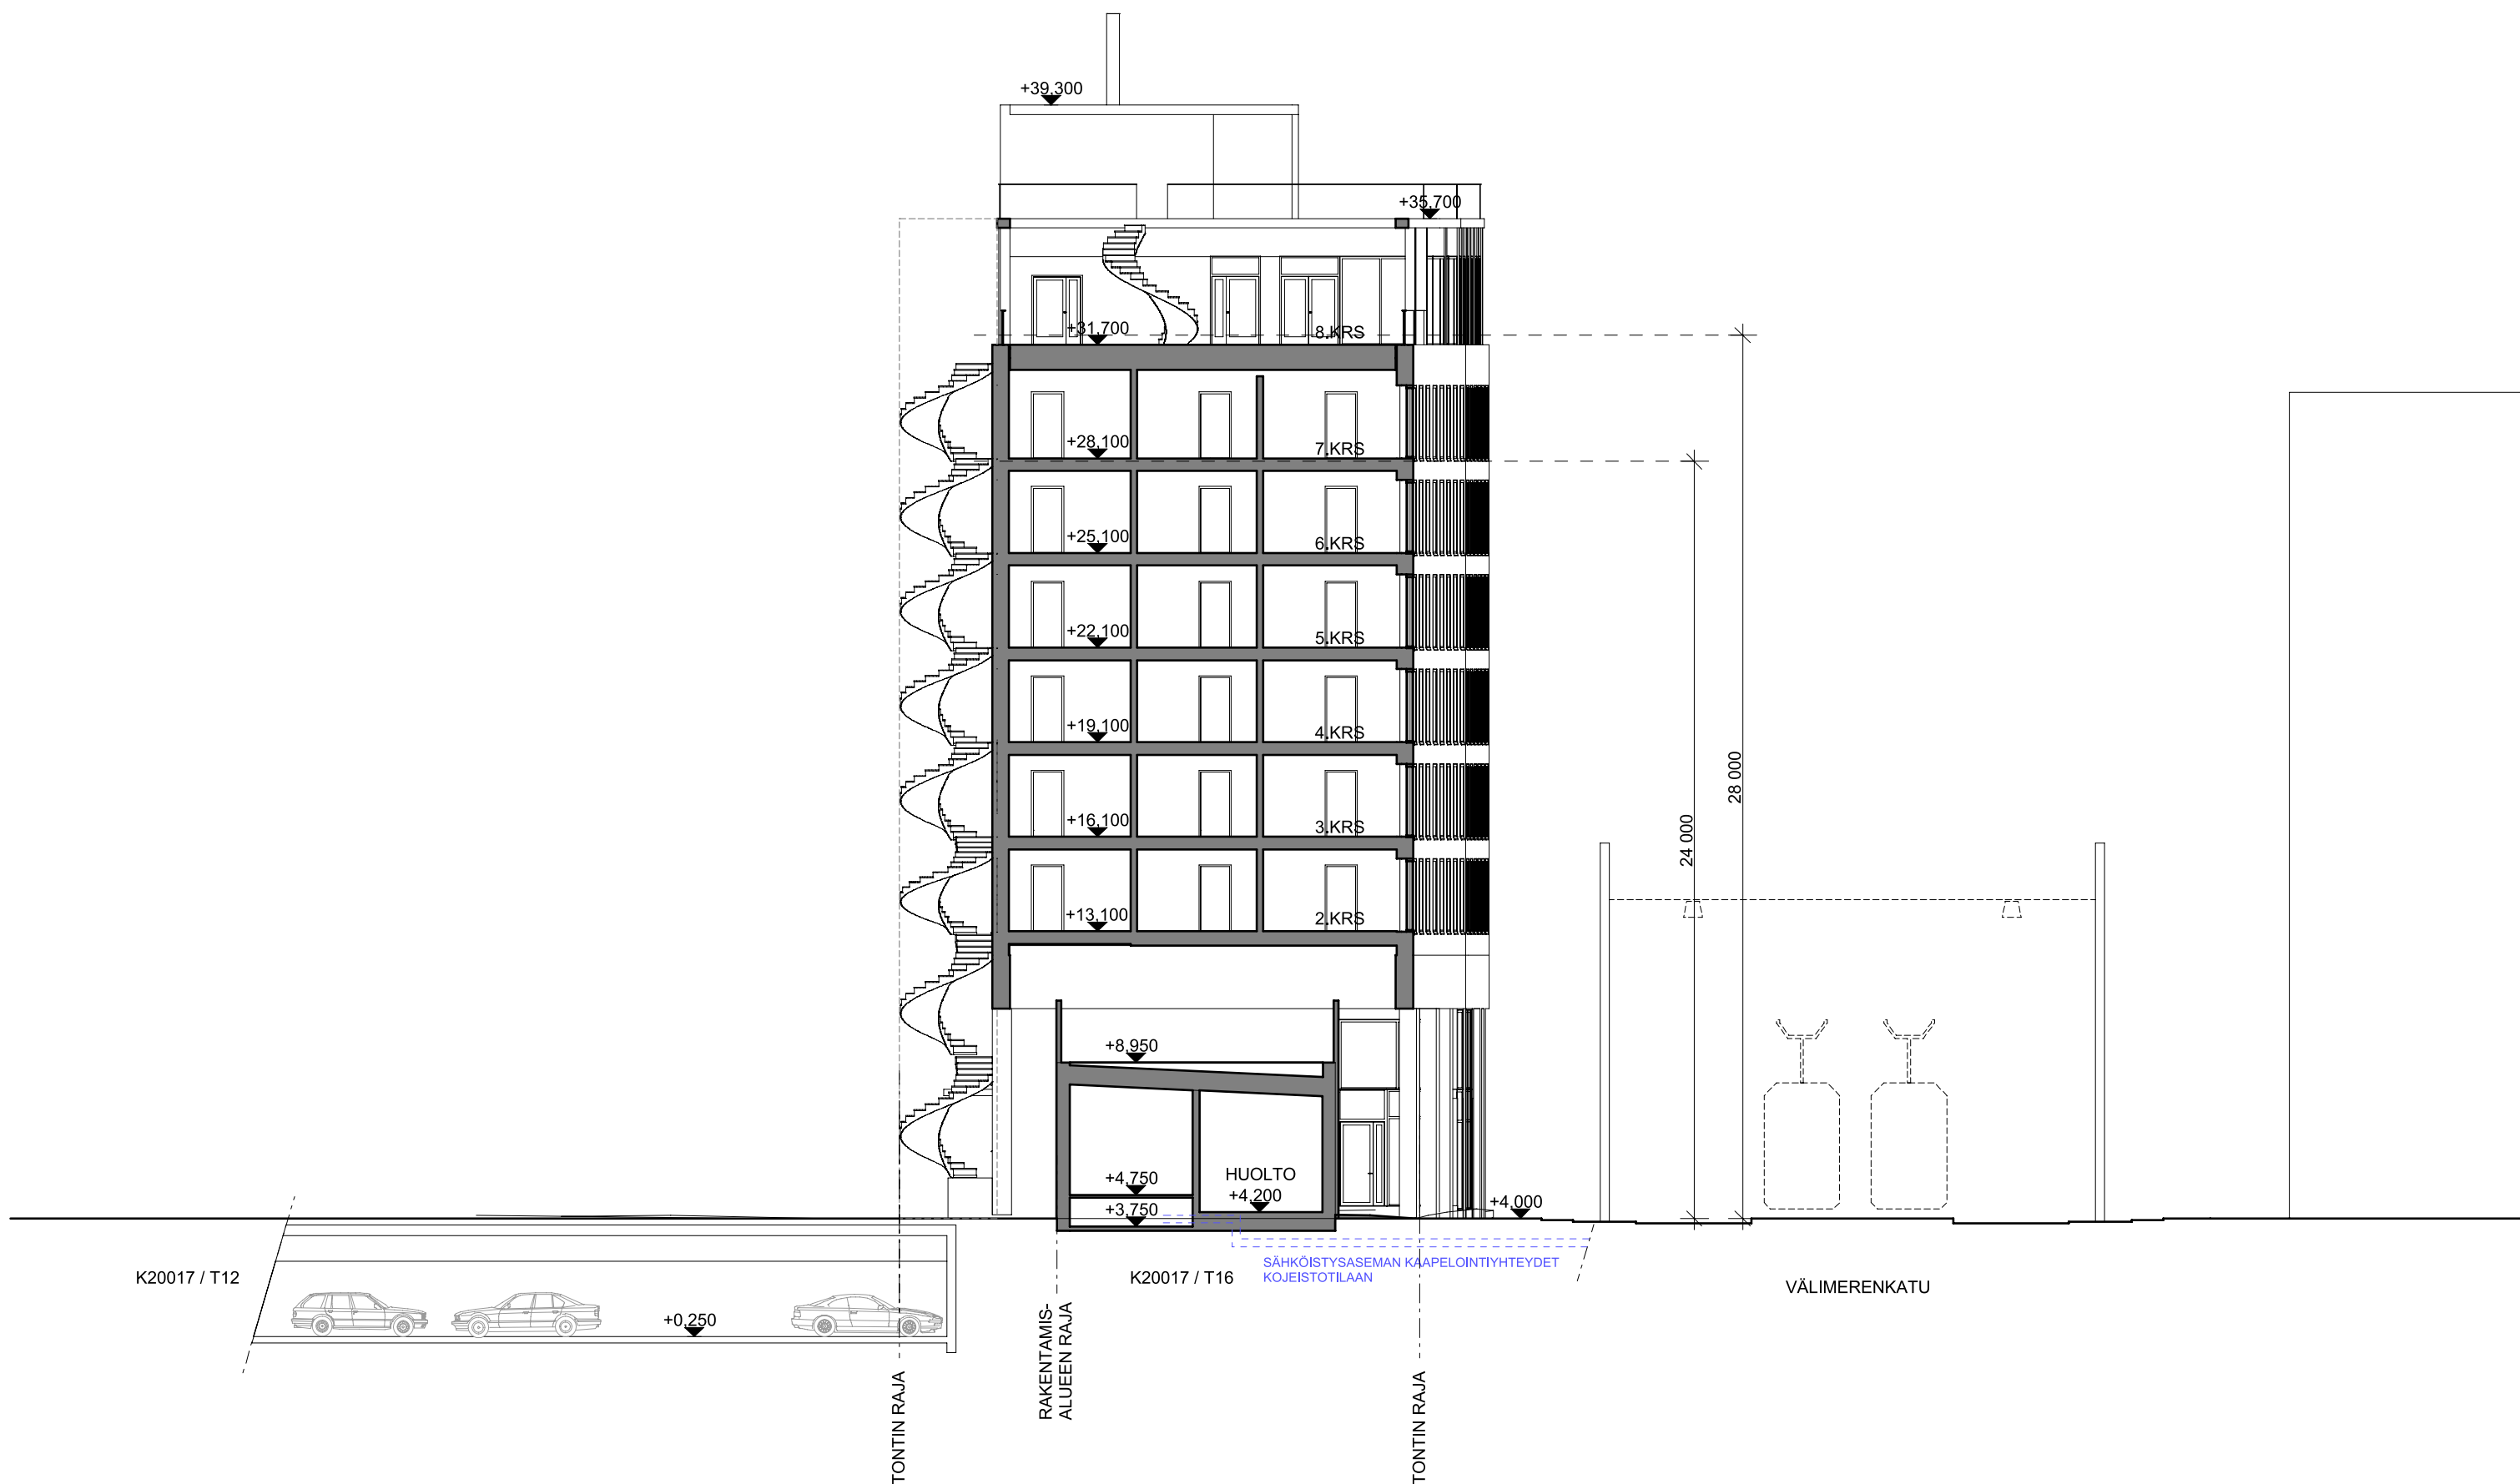 +39,300
+35,700
+31,700
8.KRS
+28,100
7.KRS
+25,100
6.KRS
+22,100
5.KRS
+19,100
4.KRS
28 000
+16,100
3.KRS
24 000
+13,100
2.KRS
+8,950
+4,750
HUOLTO
+4,200
+3,750
+4,000
SÄHKÖISTYSASEMAN KAAPELOINTIYHTEYDET
KOJEISTOTILAAN
K20017 / T12
K20017 / T16
VÄLIMERENKATU
+0,250
TONTIN RAJA
RAKENTAMIS-
ALUEEN RAJA
TONTIN RAJA